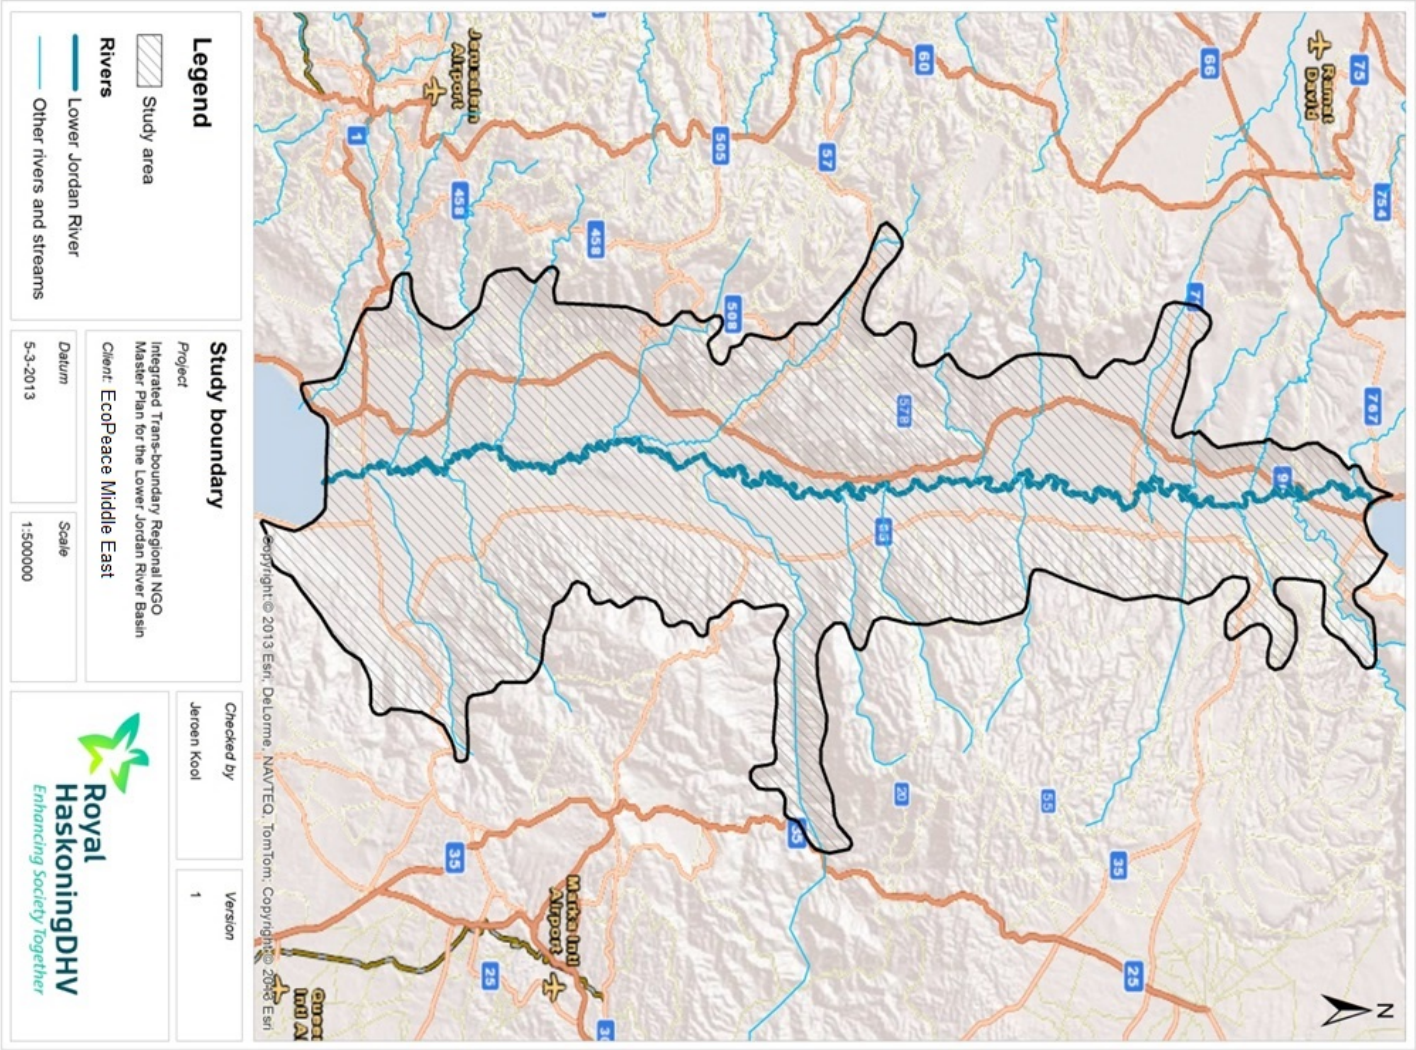 Jerusalem
Airport
Ramat
David
75
66
60
754
1
505
57
458
458
508
767
578
20
55
35
35
35
25
25
Marka Intl
Airport
N
Copyright:© 2013 Esri, DeLorme, NAVTEQ, TomTom; Copyright:© 2013 Esri
Legend
Study area
Rivers
Lower Jordan River
Other rivers and streams
Study boundary
Project
Integrated Trans-boundary Regional NGO
Master Plan for the Lower Jordan River Basin
Client: EcoPeace Middle East
Datum
5-3-2013
Scale
1:500000
Checked by
Jeroen Kool
Version
1
Royal
HaskoningDHV
Enhancing Society Together